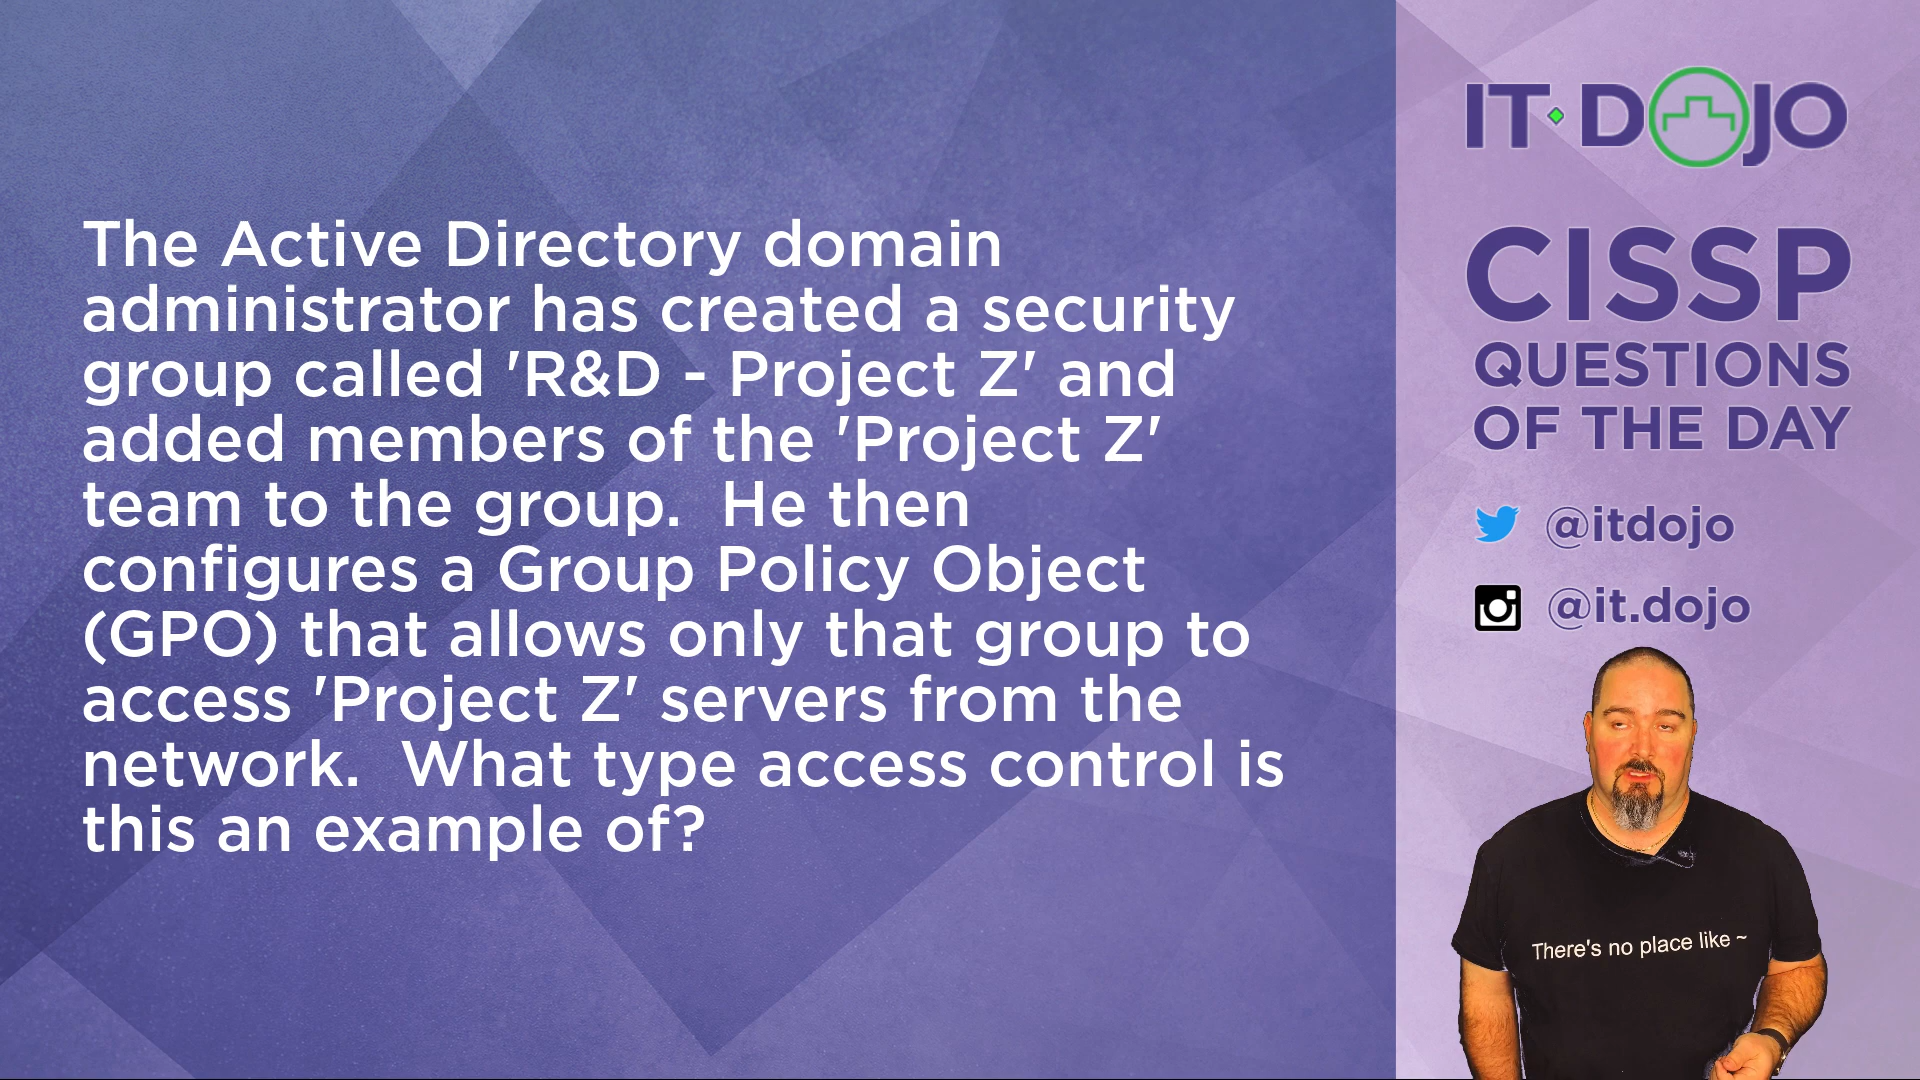 The Active Directory domain
administrator has created a security
group called 'R&D - Project Z' and
added members of the 'Project Z'
team to the group.  He then
configures a Group Policy Object
(GPO) that allows only that group to
access 'Project Z' servers from the
network.  What type access control is
this an example of?
IT DOJO
CISSP
QUESTIONS
OF THE DAY
@itdojo
@it.dojo
There's no place like ~